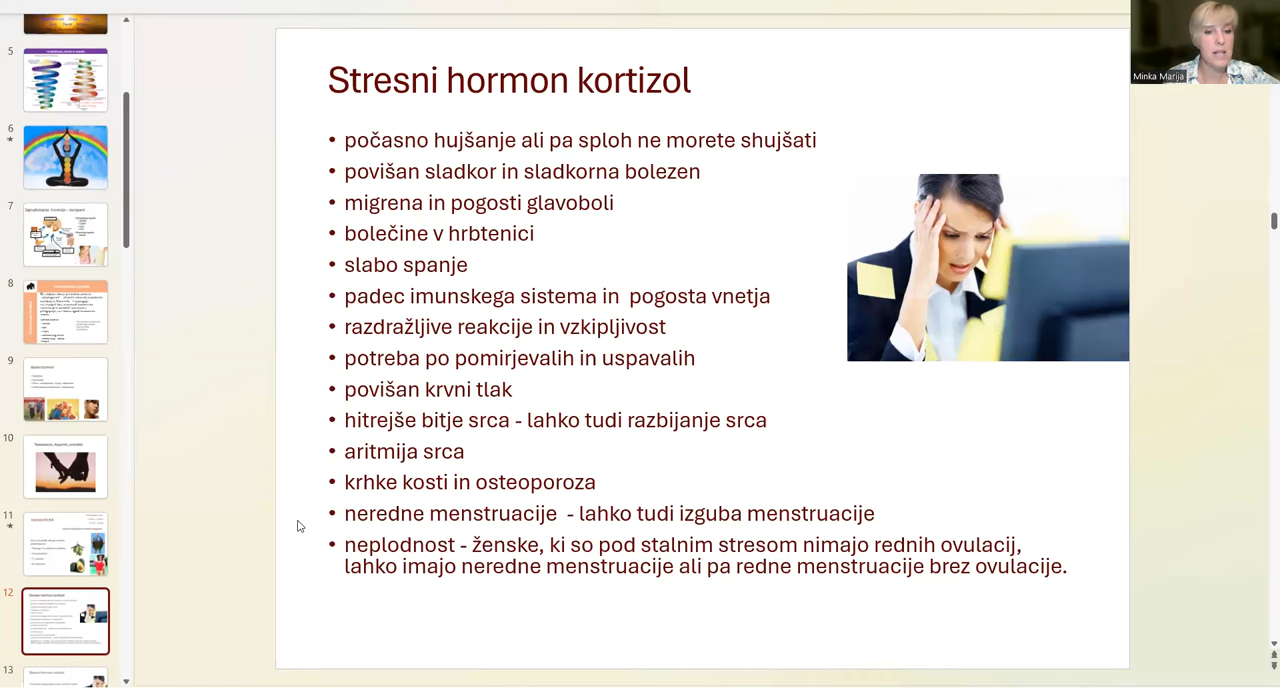 Stresni hormon kortizol
• počasno hujšanje ali pa sploh ne morete shujšati
• povišan sladkor in sladkorna bolezen
• migrena in pogosti glavoboli
• bolečine v hrbtenici
• slabo spanje
• padec imunskega sistema in pogosta vnetja
• razdražljive reakcije in vzkipljivost
• potreba po pomirjevalih in uspavalih
• povišan krvni tlak
• hitrejše bitje srca - lahko tudi razbijanje srca
• aritmija srca
• krhke kosti in osteoporoza
• neredne menstruacije - lahko tudi izguba menstruacije
• neplodnost - ženske, ki so pod stalnim stresom nimajo rednih ovulacij,
lahko imajo neredne menstruacije ali pa redne menstruacije brez ovulacije.
Minka Marija
5
6
7
8
9
10
11
12
13